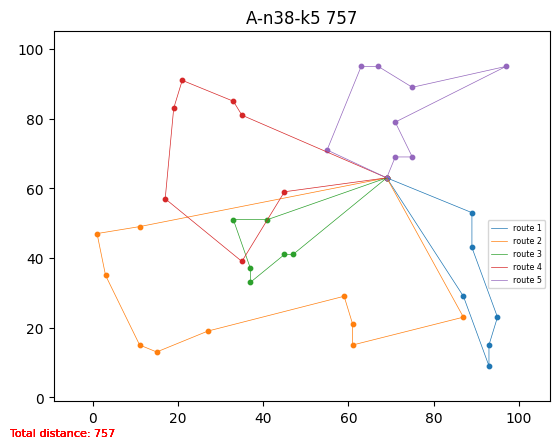 A-n38-k5 757
100
80
60
40
20
0
0 20 40 60 80 100
route 1
route 2
route 3
route 4
route 5
Total distance: 757